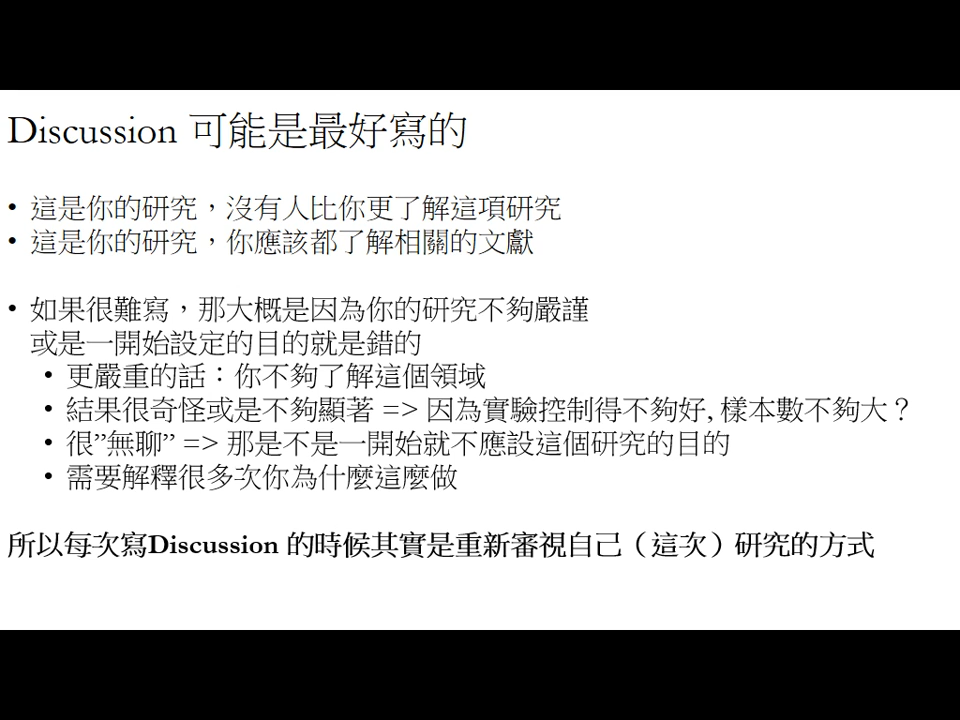 Discussion 可能是最好寫的
• 這是你的研究，沒有人比你更了解這項研究
• 這是你的研究，你應該都了解相關的文獻
• 如果很難寫，那大概是因為你的研究不夠嚴謹
或是一開始設定的目的就是錯的
• 更嚴重的話：你不夠了解這個領域
• 結果很奇怪或是不夠顯著 => 因為實驗控制得不夠好, 樣本數不夠大？
• 很”無聊” => 那是不是一開始就不應設這個研究的目的
• 需要解釋很多次你為什麼這麼做
所以每次寫Discussion 的時候其實是重新審視自己（這次）研究的方式